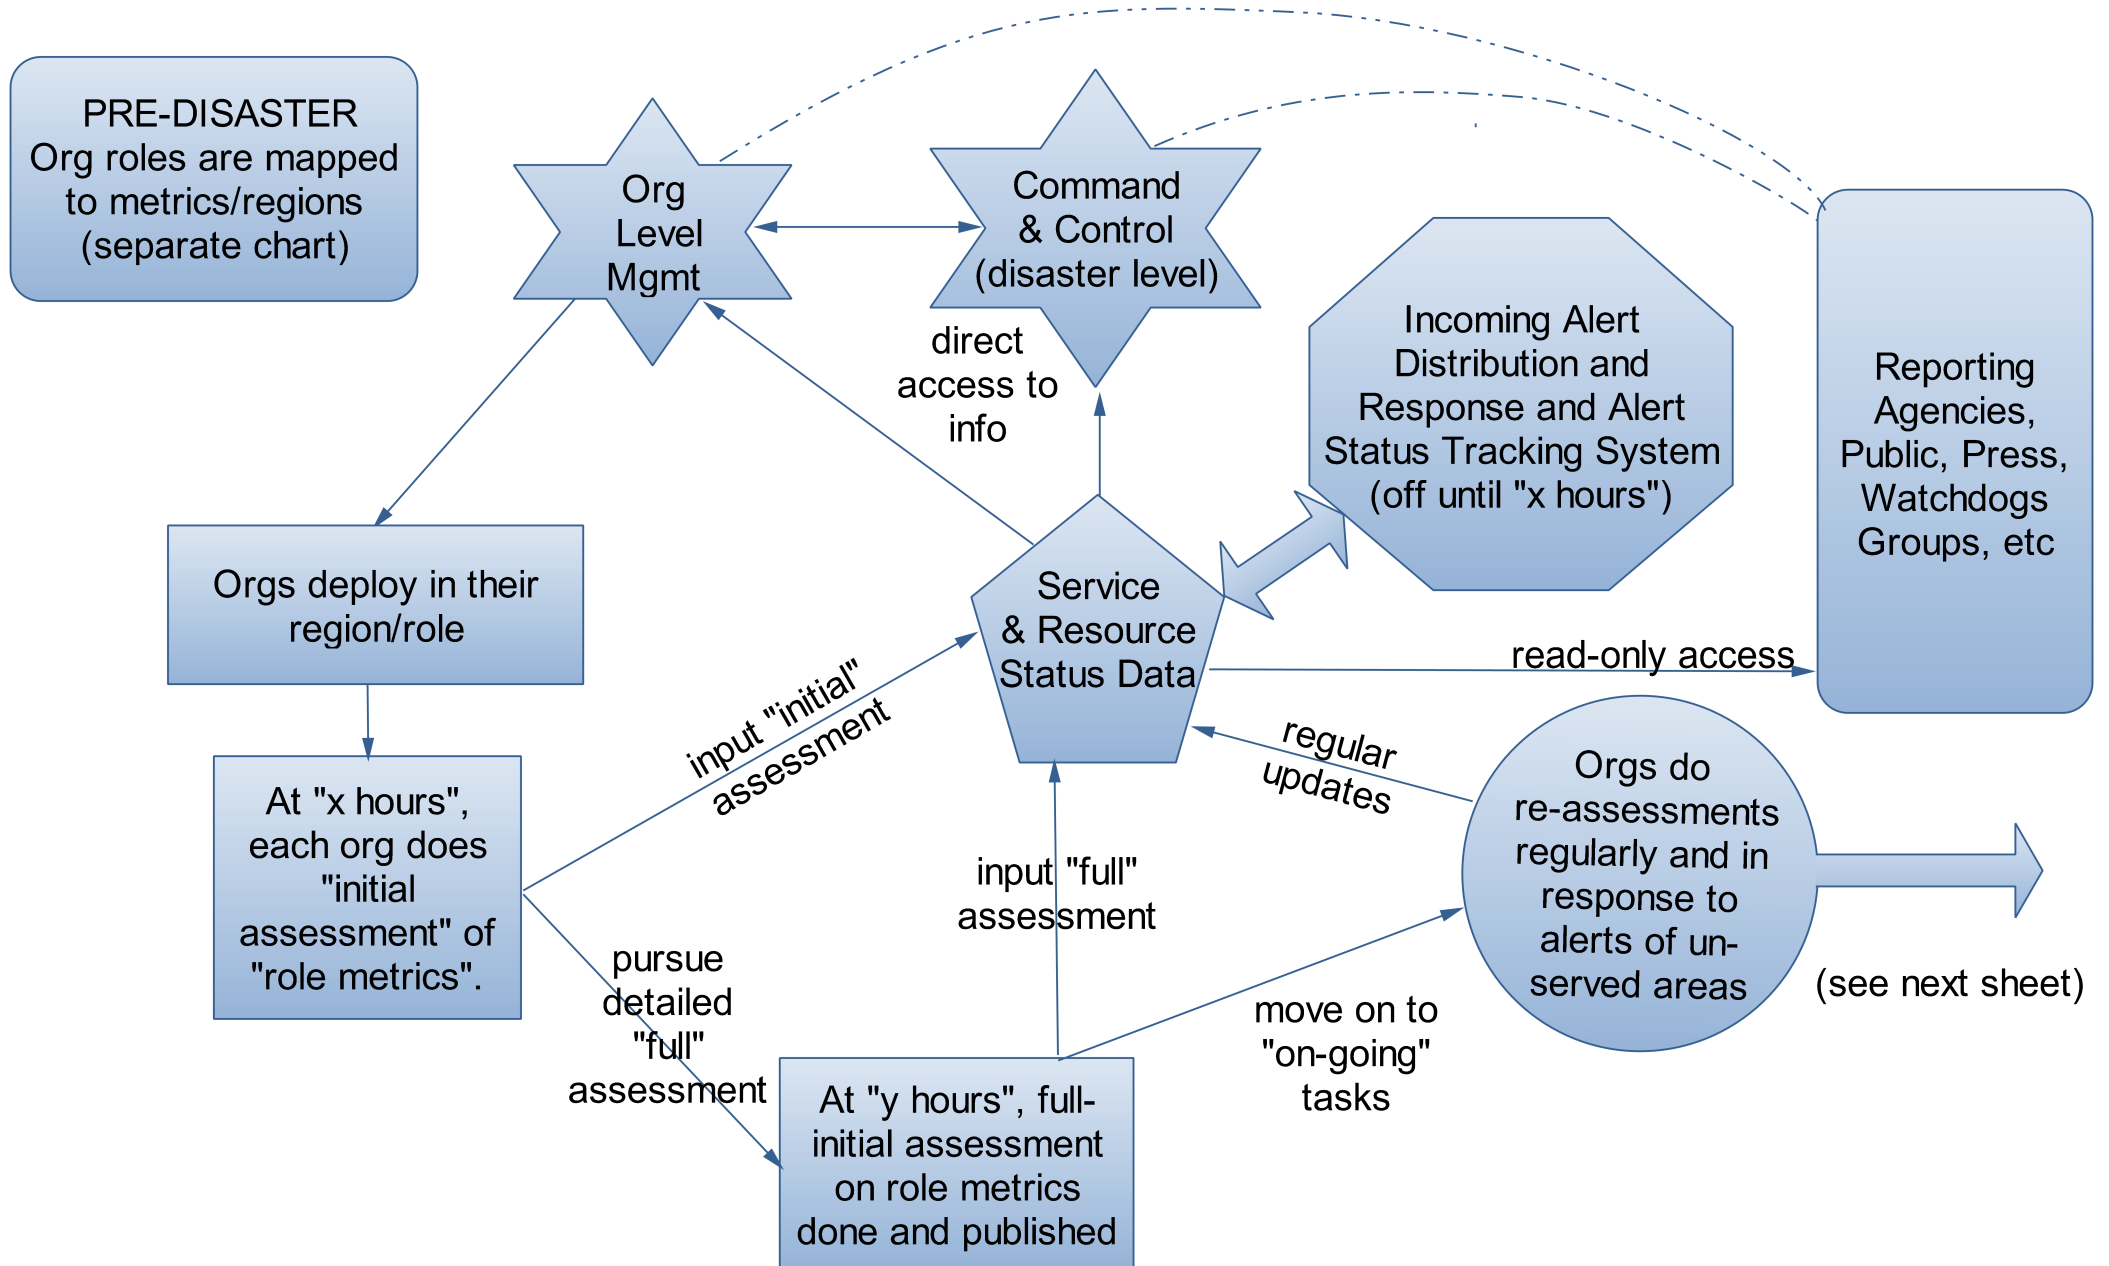 PRE-DISASTER
Org roles are mapped
to metrics/regions
(separate chart)
Org
Level
Mgmt
Command
& Control
(disaster level)
direct
access to
info
Incoming Alert
Distribution and
Response and Alert
Status Tracking System
(off until "x hours")
Reporting
Agencies,
Public, Press,
Watchdogs
Groups, etc
Orgs deploy in their
region/role
Service
& Resource
Status Data
read-only access
input "initial"
assessment
regular
updates
At "x hours",
each org does
"initial
assessment" of
"role metrics".
Orgs do
re-assessments
regularly and in
response to
alerts of un-
served areas
input "full"
assessment
pursue
detailed
"full"
assessment
(see next sheet)
move on to
"on-going"
tasks
At "y hours", full-
initial assessment
on role metrics
done and published